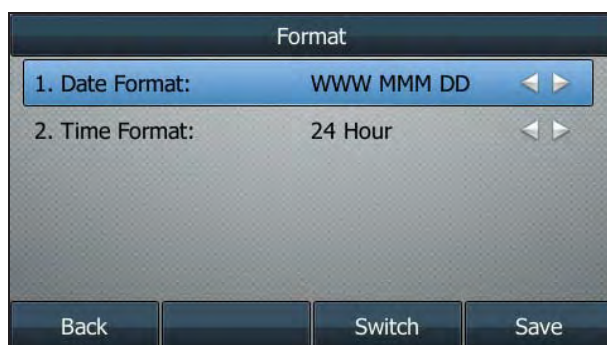 Format
1. Date Format: WWW MMM DD
2. Time Format: 24 Hour
Back Switch Save